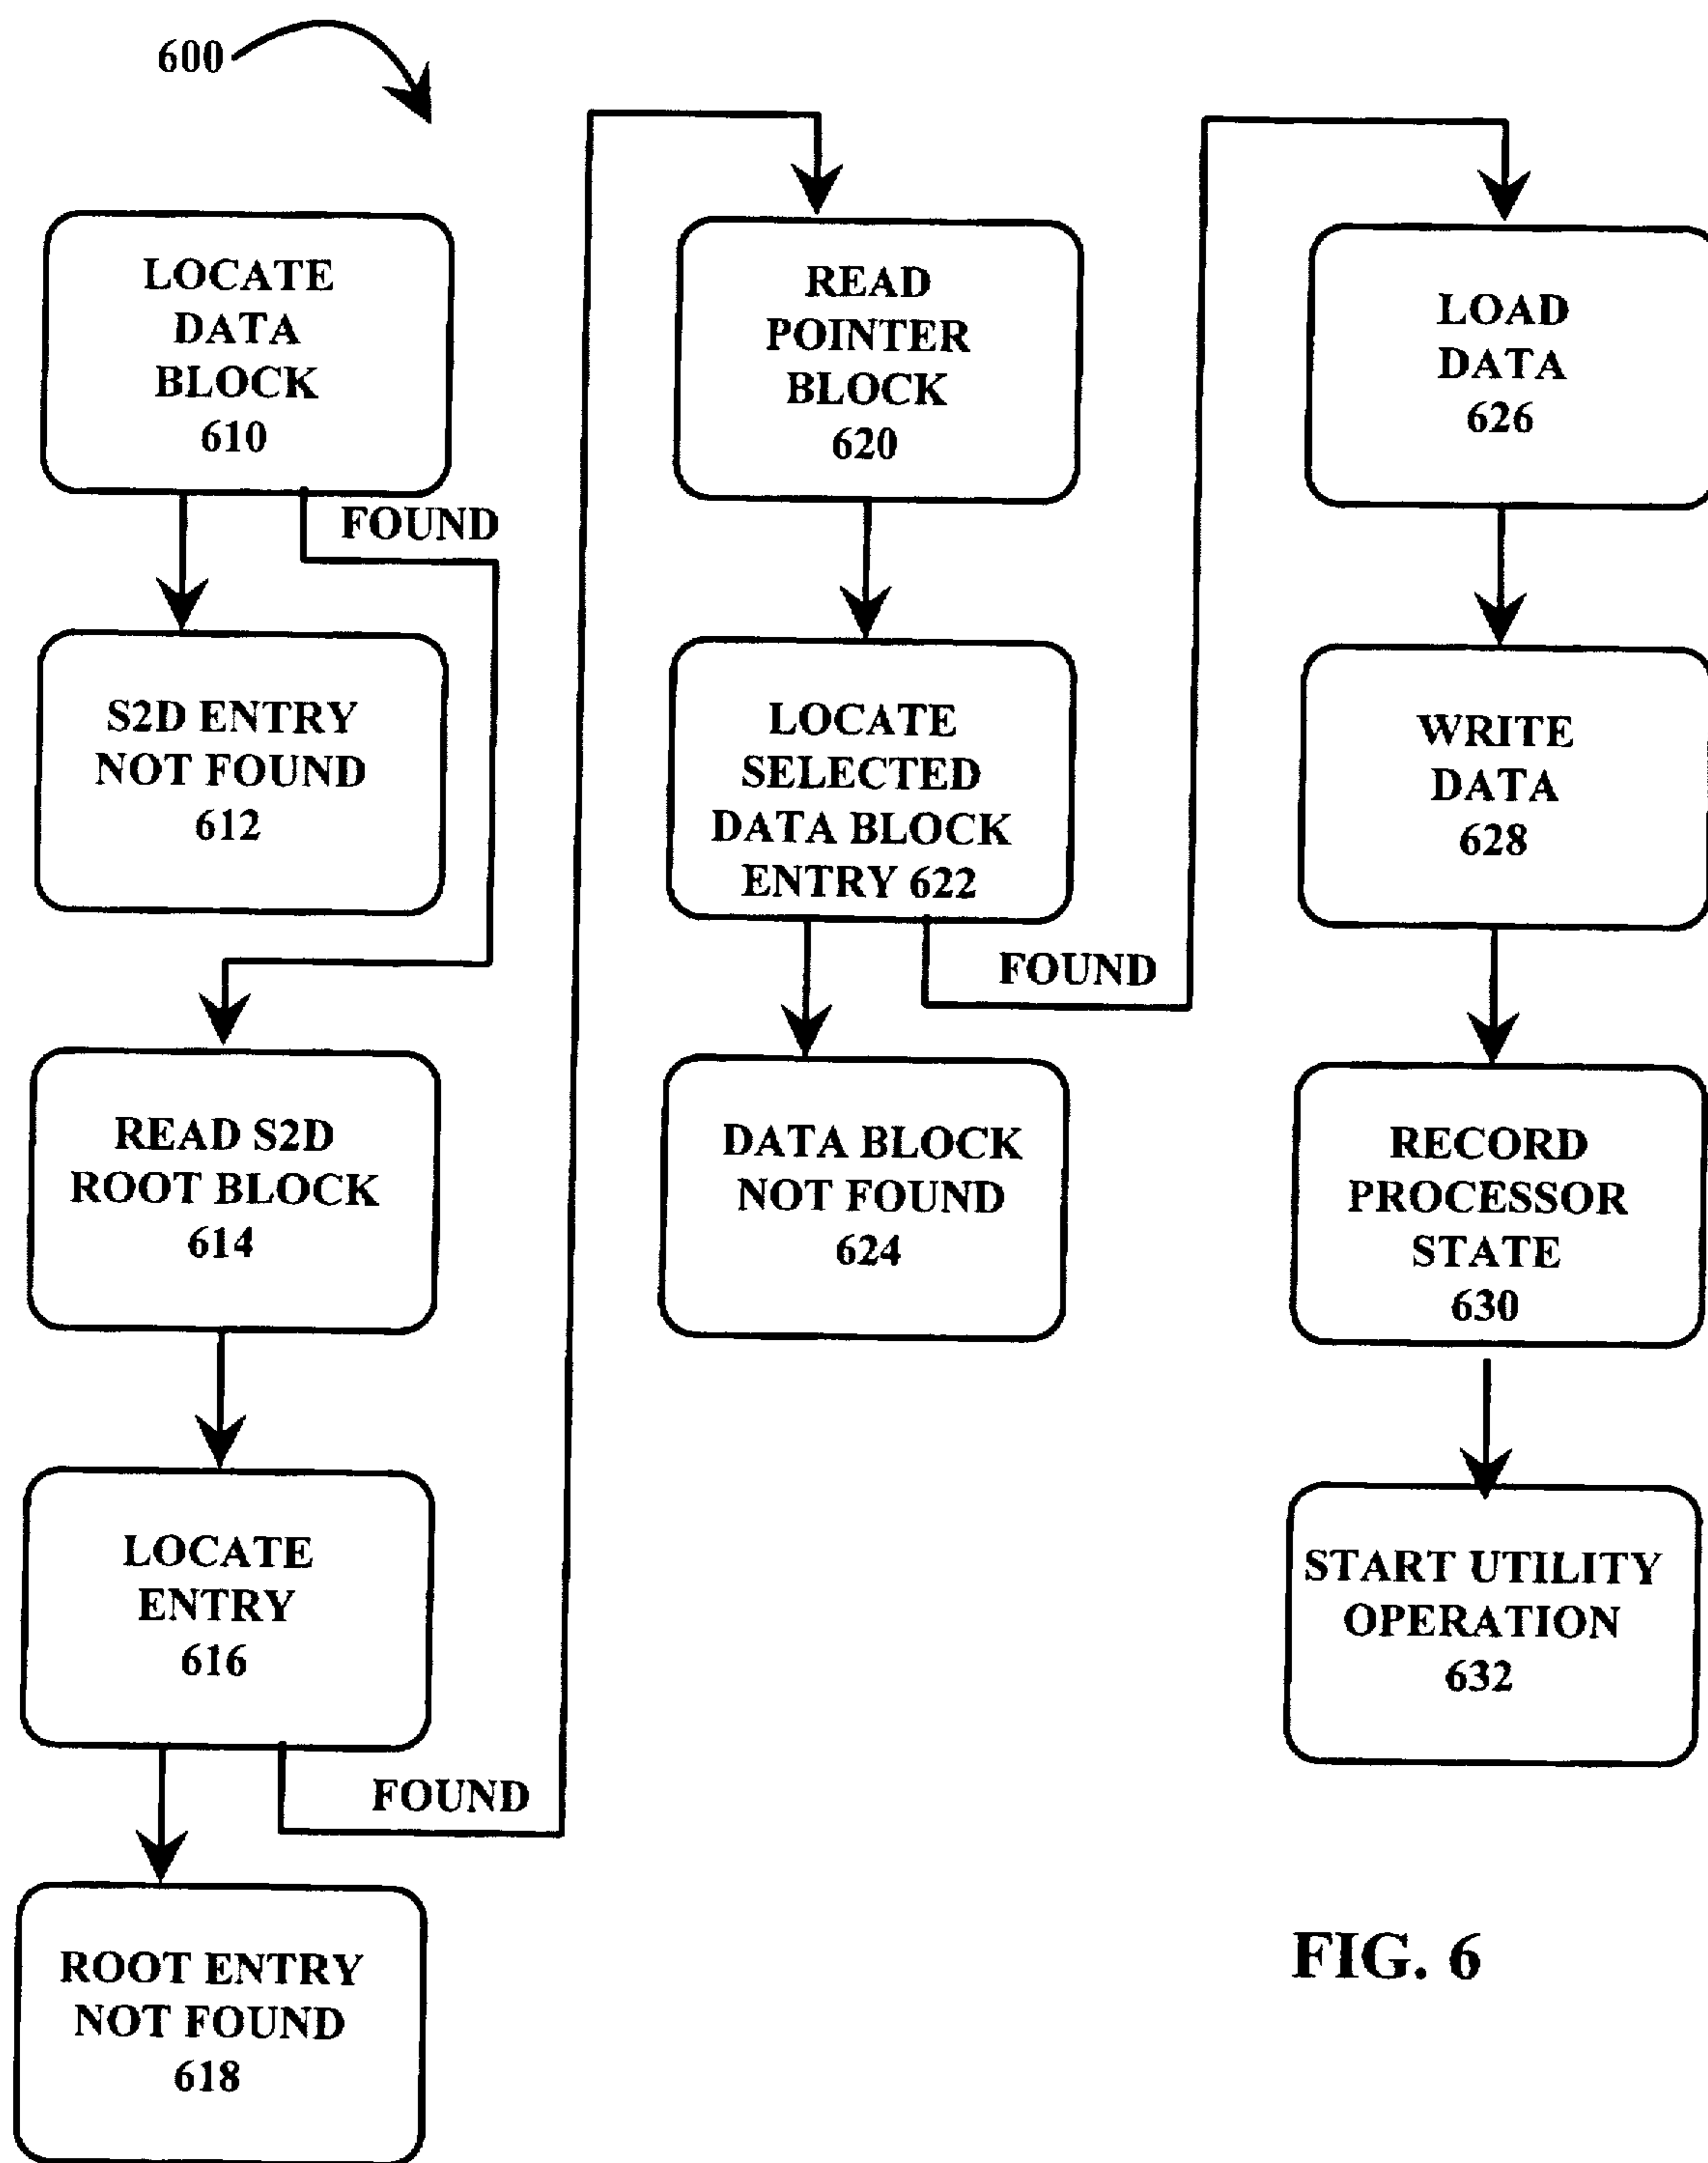 600
LOCATE
DATA
BLOCK
610
FOUND
S2D ENTRY
NOT FOUND
612
READ S2D
ROOT BLOCK
614
LOCATE
ENTRY
616
FOUND
ROOT ENTRY
NOT FOUND
618
READ
POINTER
BLOCK
620
LOCATE
SELECTED
DATA BLOCK
ENTRY 622
FOUND
DATA BLOCK
NOT FOUND
624
LOAD
DATA
626
WRITE
DATA
628
RECORD
PROCESSOR
STATE
630
START UTILITY
OPERATION
632
FIG. 6